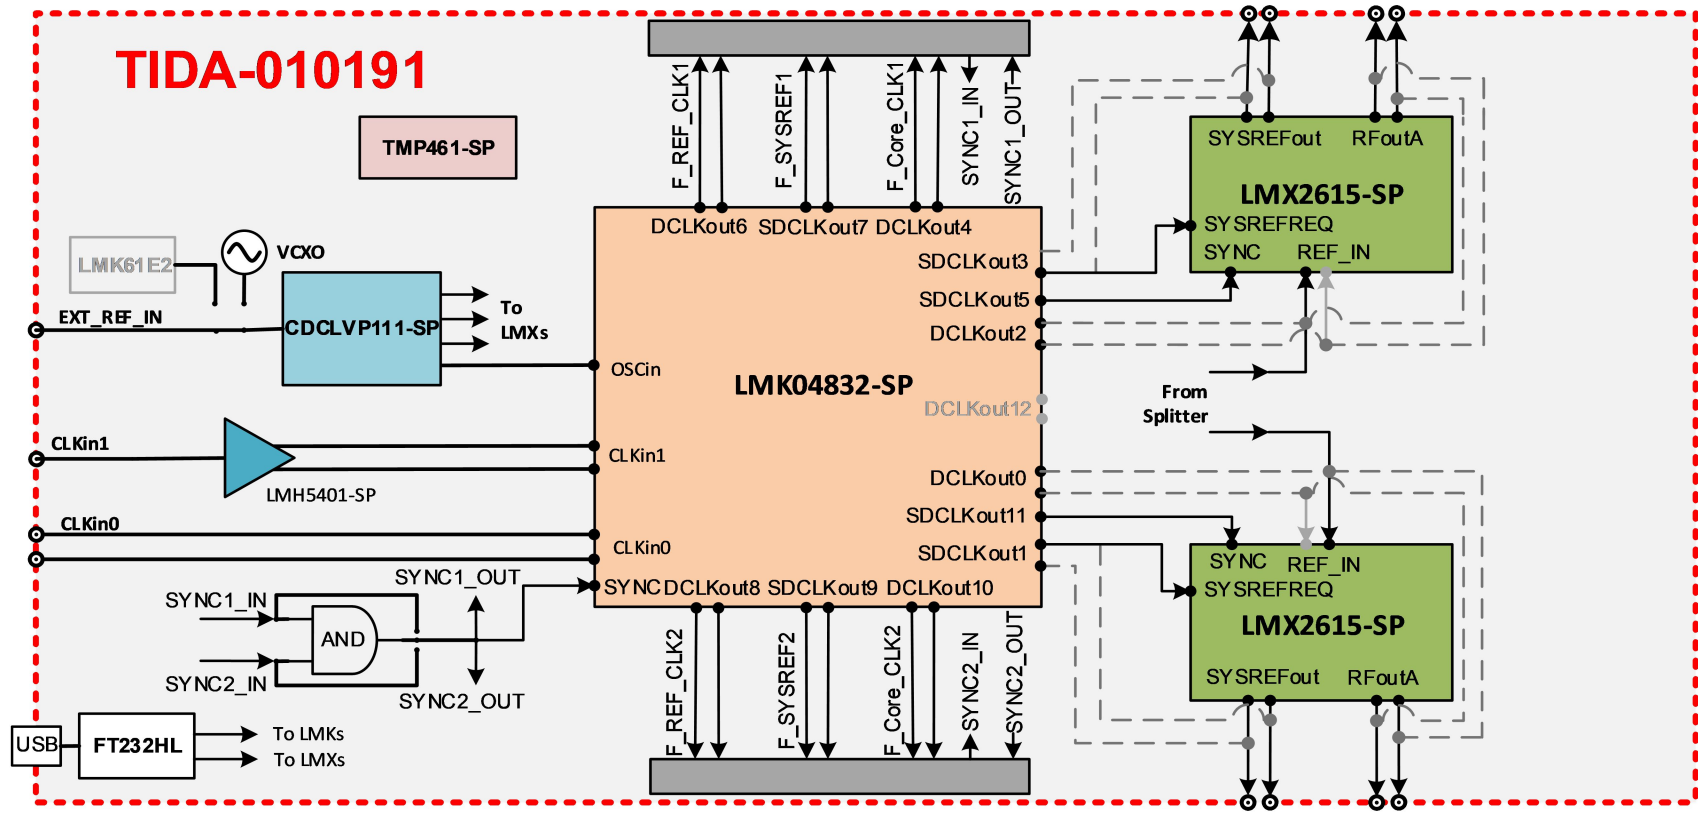 TIDA-010191
TMP461-SP
F_REF_CLK1
F_SYSREF1
F_Core_CLK1
SYNC1_IN
SYNC1_OUT
DCLKout6
SDCLKout7
DCLKout4
SYSREFout
RFoutA
LMX2615-SP
SYSREFREQ
SYNC
REF_IN
LMK61E2
VCXO
EXT_REF_IN
CDCLVP111-SP
To
LMXs
OSCin
LMK04832-SP
SDCLKout3
SDCLKout5
DCLKout2
DCLKout12
DCLKout0
SDCLKout11
SDCLKout1
From
Splitter
CLKin1
LMH5401-SP
CLKin1
CLKin0
CLKin0
SYNC
DCLKout8
SDCLKout9
DCLKout10
SYNC
REF_IN
SYSREFREQ
LMX2615-SP
SYSREFout
RFoutA
SYNC1_OUT
SYNC1_IN
AND
SYNC2_IN
SYNC2_OUT
F_REF_CLK2
F_SYSREF2
F_Core_CLK2
SYNC2_IN
SYNC2_OUT
USB
FT232HL
To LMKs
To LMXs